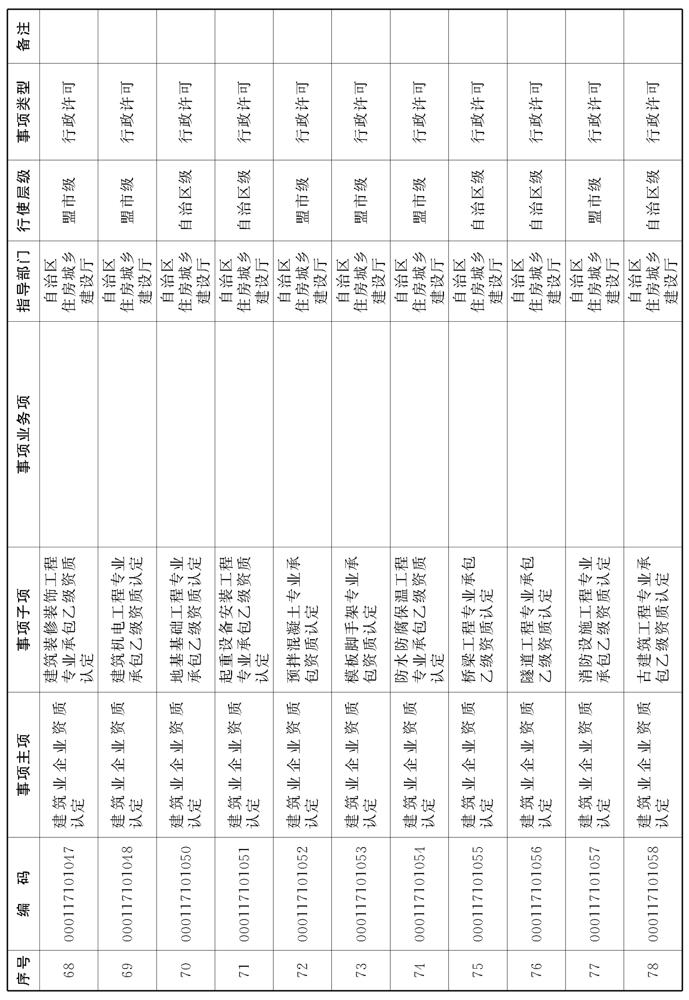 序号
编 码
事项主项
事项子项
事项业务项
指导部门
行使层级
事项类型
备注
68
000117101047
建筑业企业资质
认定
建筑装修装饰工程
专业承包乙级资质
认定
自治区
住房城乡
建设厅
盟市级
行政许可
69
000117101048
建筑业企业资质
认定
建筑机电工程专业
承包乙级资质认定
自治区
住房城乡
建设厅
盟市级
行政许可
70
000117101050
建筑业企业资质
认定
地基基础工程专业
承包乙级资质认定
自治区
住房城乡
建设厅
自治区级
行政许可
71
000117101051
建筑业企业资质
认定
起重设备安装工程
专业承包乙级资质
认定
自治区
住房城乡
建设厅
自治区级
行政许可
72
000117101052
建筑业企业资质
认定
预拌混凝土专业承
包资质认定
自治区
住房城乡
建设厅
盟市级
行政许可
73
000117101053
建筑业企业资质
认定
模板脚手架专业承
包资质认定
自治区
住房城乡
建设厅
盟市级
行政许可
74
000117101054
建筑业企业资质
认定
防水防腐保温工程
专业承包乙级资质
认定
自治区
住房城乡
建设厅
盟市级
行政许可
75
000117101055
建筑业企业资质
认定
桥梁工程专业承包
乙级资质认定
自治区
住房城乡
建设厅
自治区级
行政许可
76
000117101056
建筑业企业资质
认定
隧道工程专业承包
乙级资质认定
自治区
住房城乡
建设厅
自治区级
行政许可
77
000117101057
建筑业企业资质
认定
消防设施工程专业
承包乙级资质认定
自治区
住房城乡
建设厅
盟市级
行政许可
78
000117101058
建筑业企业资质
认定
古建筑工程专业承
包乙级资质认定
自治区
住房城乡
建设厅
自治区级
行政许可